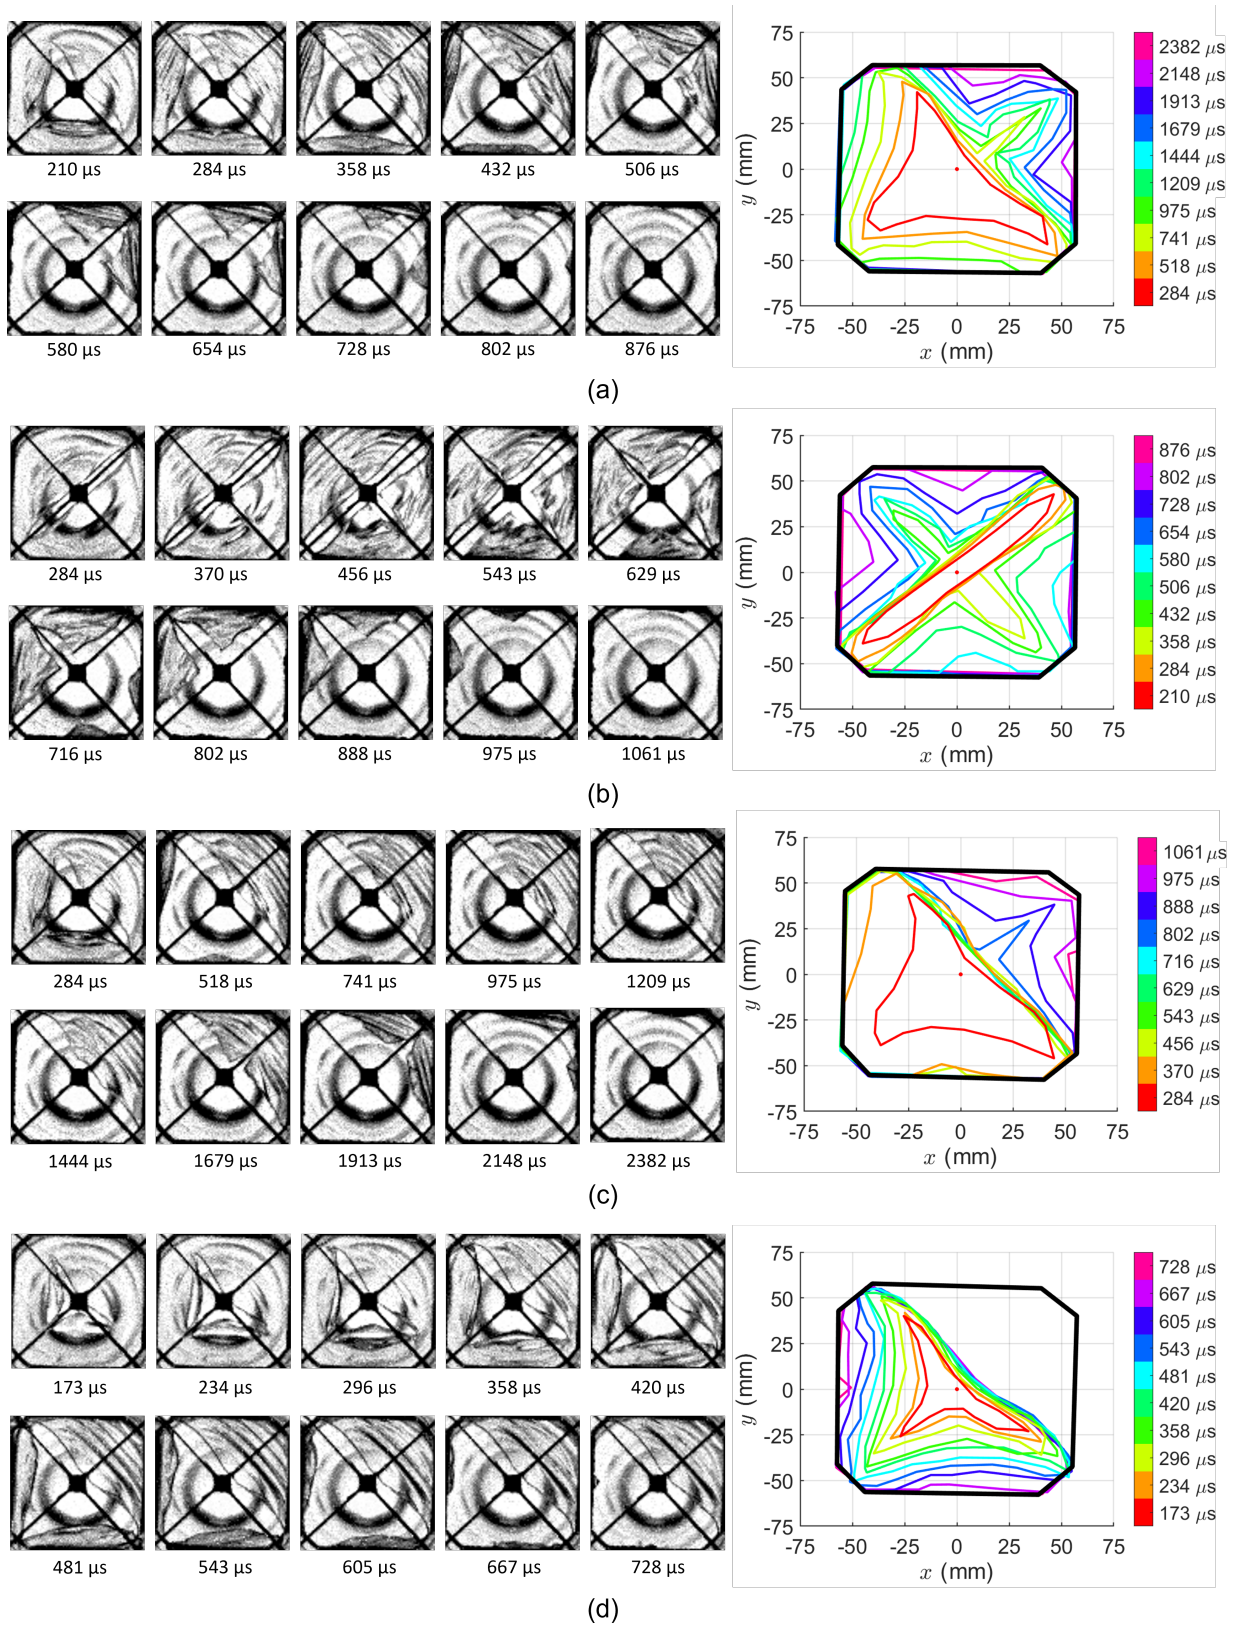 210 µs 284 µs 358 µs 432 µs 506 µs
580 µs 654 µs 728 µs 802 µs 876 µs
75
50
25
0
-25
-50
-75
-75 -50 -25 0 25 50 75
y (mm)
x (mm)
2382 µs
2148 µs
1913 µs
1679 µs
1444 µs
1209 µs
975 µs
741 µs
518 µs
284 µs
(a)
284 µs 370 µs 456 µs 543 µs 629 µs
716 µs 802 µs 888 µs 975 µs 1061 µs
75
50
25
0
-25
-50
-75
-75 -50 -25 0 25 50 75
y (mm)
x (mm)
876 µs
802 µs
728 µs
654 µs
580 µs
506 µs
432 µs
358 µs
284 µs
210 µs
(b)
284 µs 518 µs 741 µs 975 µs 1209 µs
1444 µs 1679 µs 1913 µs 2148 µs 2382 µs
75
50
25
0
-25
-50
-75
-75 -50 -25 0 25 50 75
y (mm)
x (mm)
1061 µs
975 µs
888 µs
802 µs
716 µs
629 µs
543 µs
456 µs
370 µs
284 µs
(c)
173 µs 234 µs 296 µs 358 µs 420 µs
481 µs 543 µs 605 µs 667 µs 728 µs
75
50
25
0
-25
-50
-75
-75 -50 -25 0 25 50 75
y (mm)
x (mm)
728 µs
667 µs
605 µs
543 µs
481 µs
420 µs
358 µs
296 µs
234 µs
173 µs
(d)